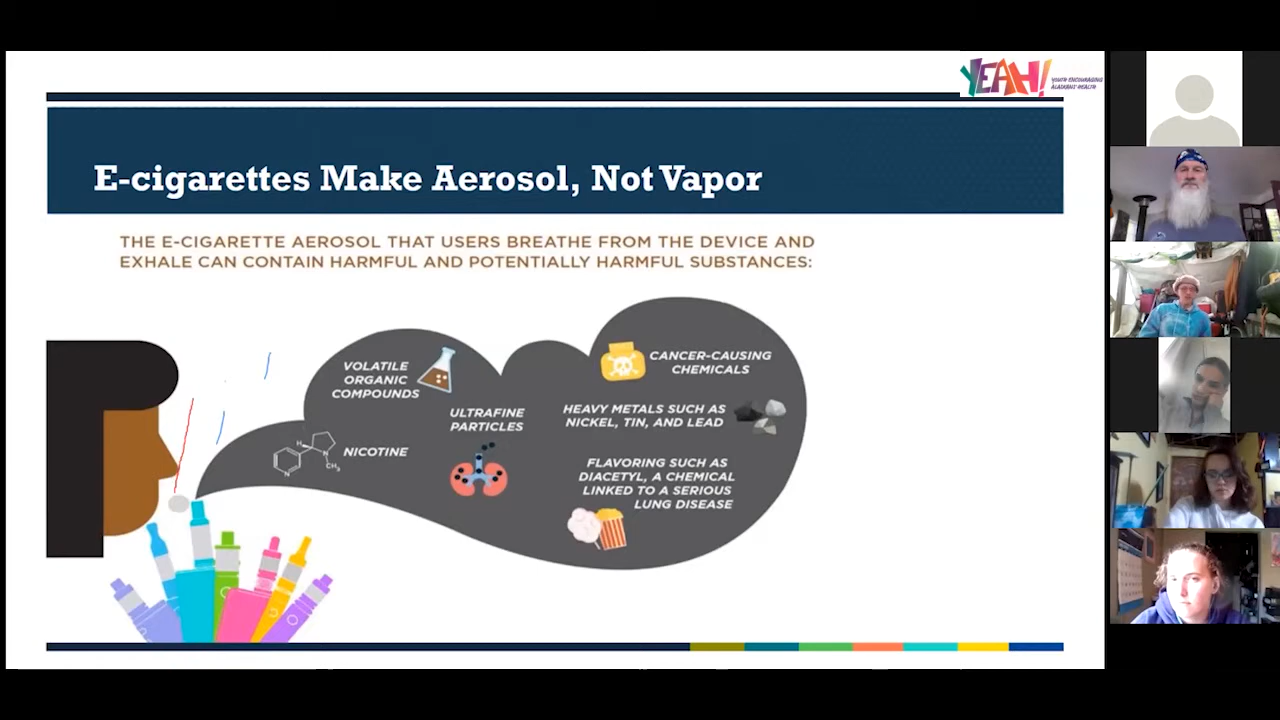 YEAH!
YOUTH ENCOURAGING
ALASKANS' HEALTH
E-cigarettes Make Aerosol, Not Vapor
THE E-CIGARETTE AEROSOL THAT USERS BREATHE FROM THE DEVICE AND
EXHALE CAN CONTAIN HARMFUL AND POTENTIALLY HARMFUL SUBSTANCES:
VOLATILE
ORGANIC
COMPOUNDS
CANCER-CAUSING
CHEMICALS
ULTRAFINE
PARTICLES
HEAVY METALS SUCH AS
NICKEL, TIN, AND LEAD
NICOTINE
H
N
N
CH3
FLAVORING SUCH AS
DIACETYL, A CHEMICAL
LINKED TO A SERIOUS
LUNG DISEASE